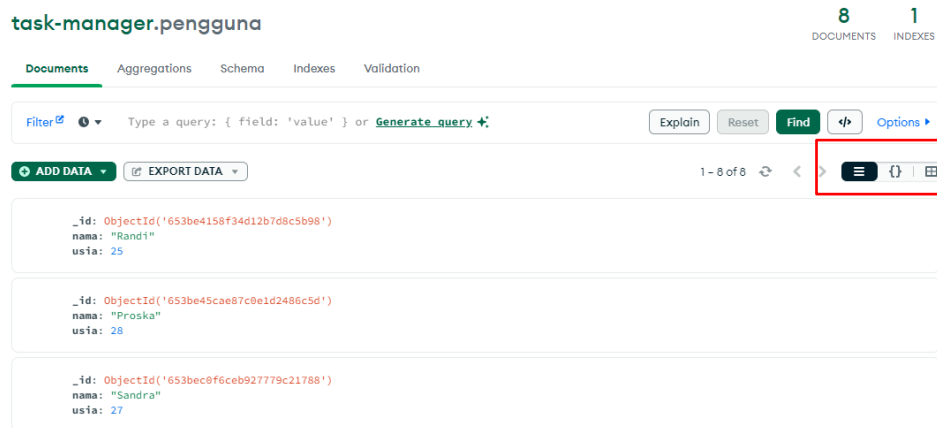 task-manager.pengguna
8 1
DOCUMENTS INDEXES
Documents Aggregations Schema Indexes Validation
Filter Type a query: { field: 'value' } or Generate query Explain Reset Find </> Options
ADD DATA EXPORT DATA 1 – 8 of 8 {}
_id: ObjectId('653be4158f34d12b7d8c5b98')
nama: "Randi"
usia: 25
_id: ObjectId('653be45cae87c0e1d2486c5d')
nama: "Proska"
usia: 28
_id: ObjectId('653bec0f6ceb927779c21788')
nama: "Sandra"
usia: 27